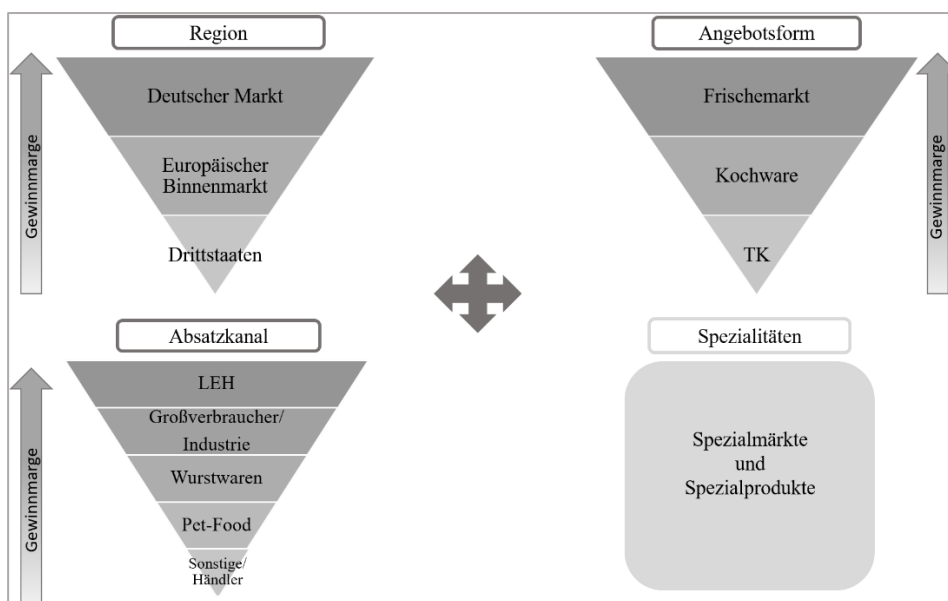 Region
Gewinnmarge
Deutscher Markt
Europäischer
Binnenmarkt
Drittstaaten
Angebotsform
Frischemarkt
Kochware
TK
Gewinnmarge
Absatzkanal
Gewinnmarge
LEH
Großverbraucher/
Industrie
Wurstwaren
Pet-Food
Sonstige/
Händler
Spezialitäten
Spezialmärkte
und
Spezialprodukte